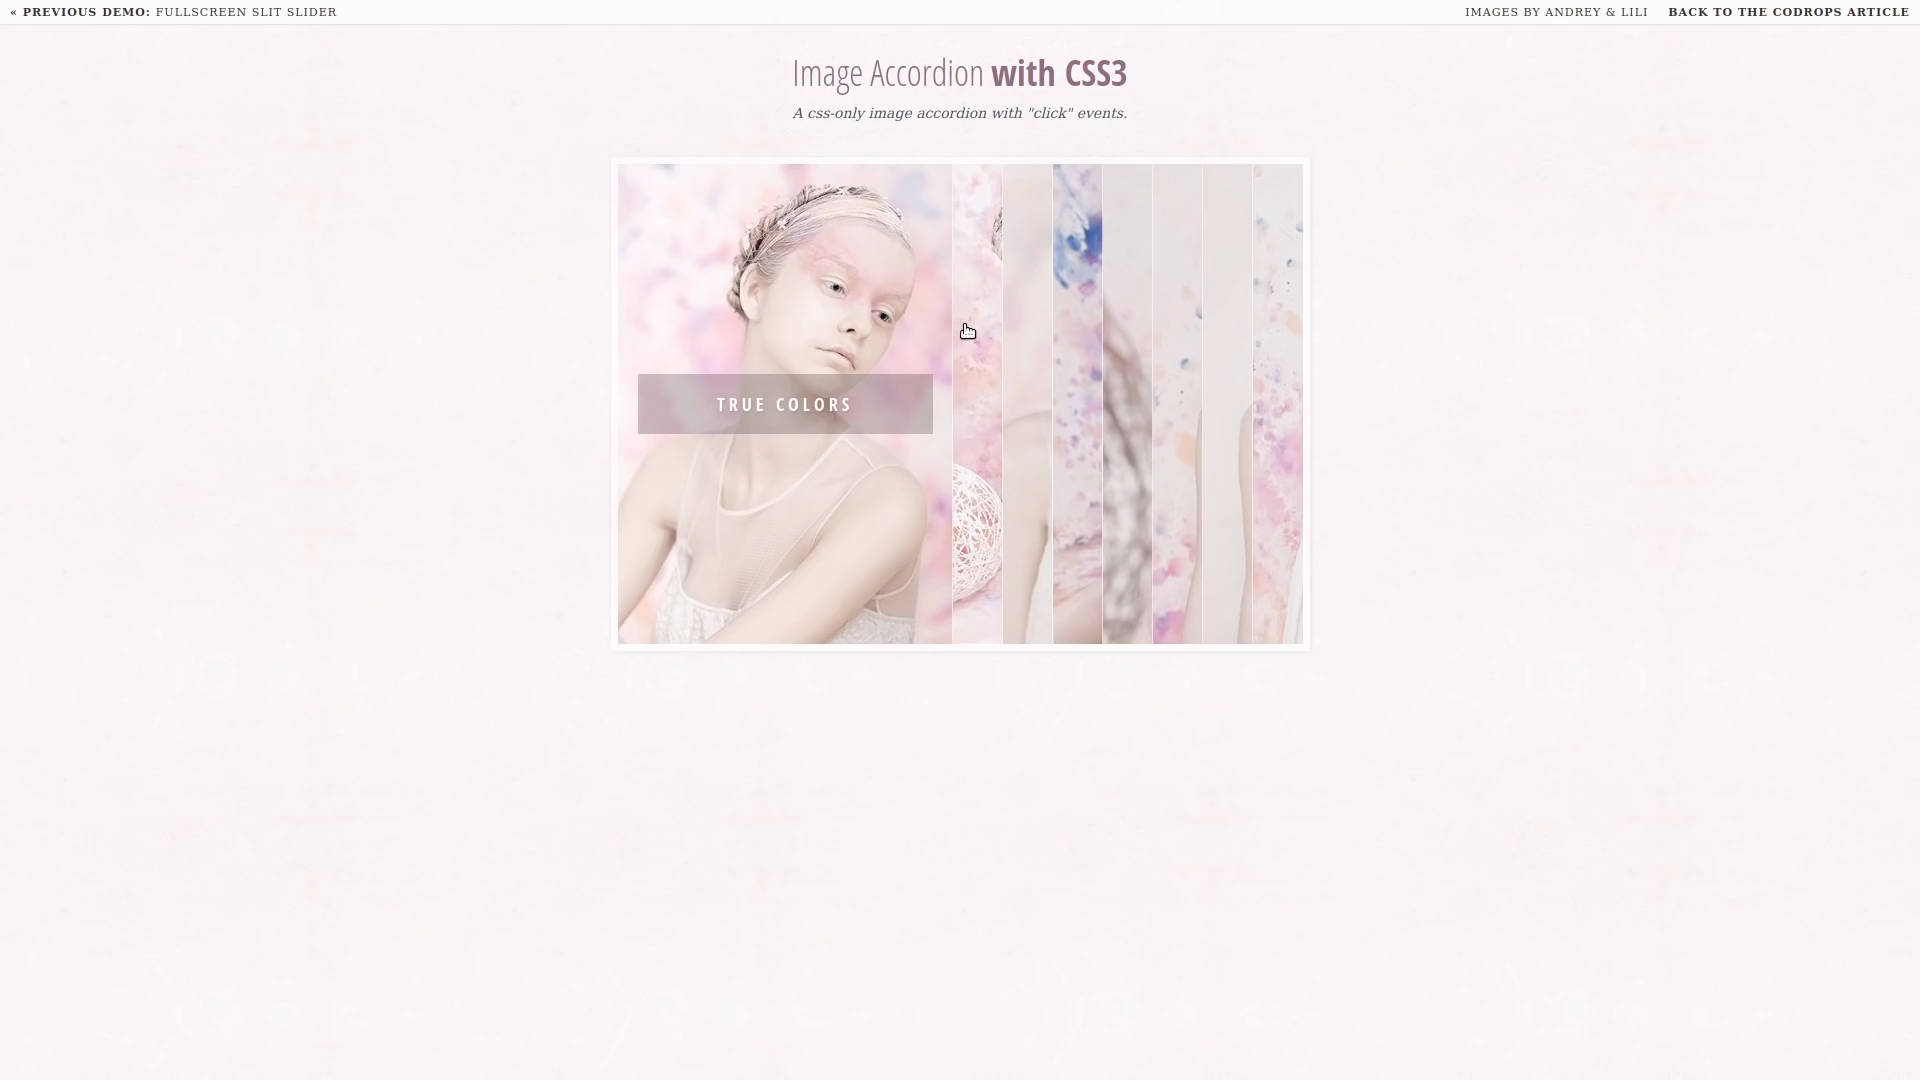 « PREVIOUS DEMO: FULLSCREEN SLIT SLIDER
IMAGES BY ANDREY & LILI
BACK TO THE CODROPS ARTICLE
Image Accordion with CSS3
A css-only image accordion with "click" events.
TRUE COLORS